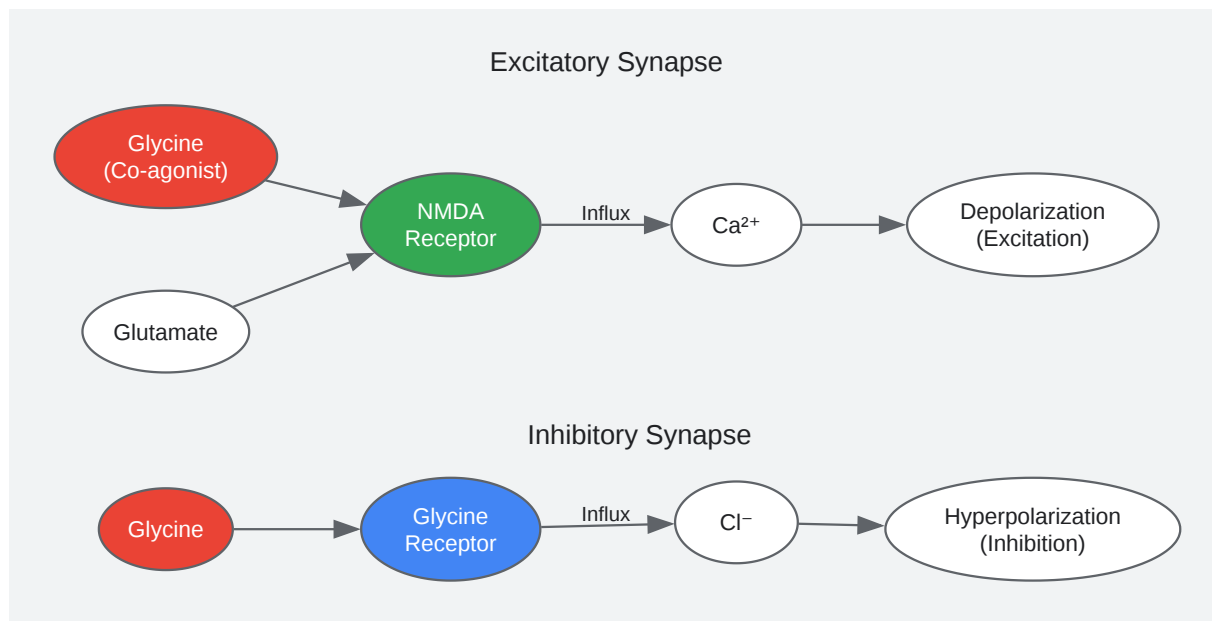 Excitatory Synapse
Glycine
(Co-agonist)
NMDA
Receptor
Influx
Ca²⁺
Depolarization
(Excitation)
Glutamate
Inhibitory Synapse
Glycine
Glycine
Receptor
Influx
Cl⁻
Hyperpolarization
(Inhibition)